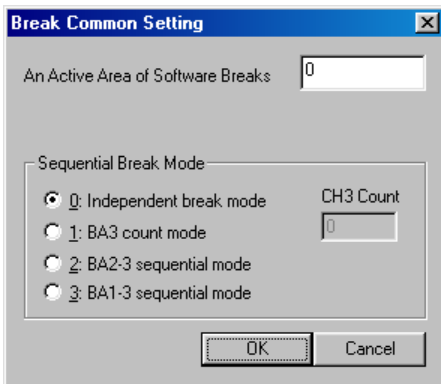 Break Common Setting
An Active Area of Software Breaks 0
Sequential Break Mode
0: Independent break mode CH3 Count
1: BA3 count mode 0
2: BA2-3 sequential mode
3: BA1-3 sequential mode
OK Cancel